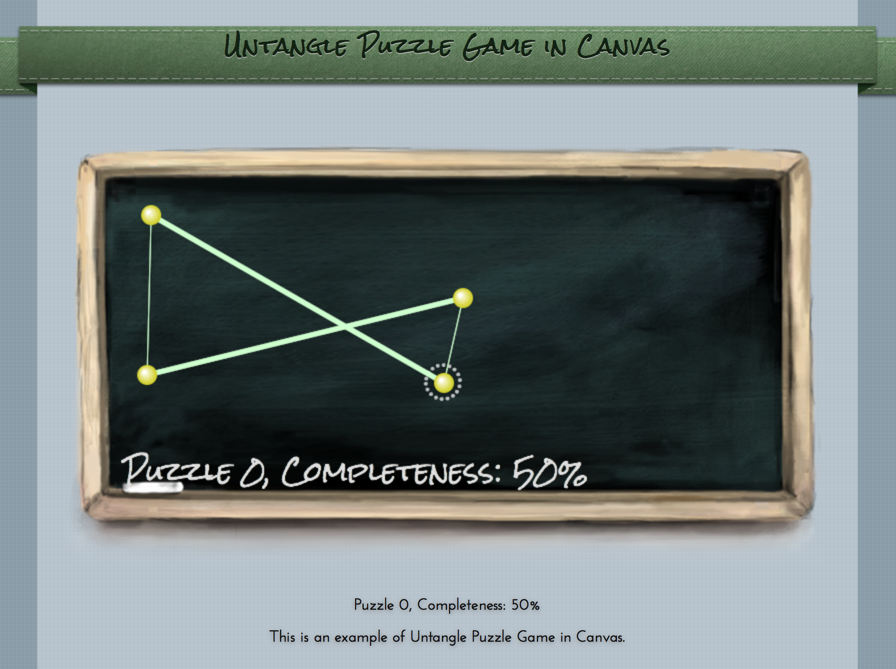 Untangle Puzzle Game in Canvas
Puzzle 0, Completeness: 50%
Puzzle 0, Completeness: 50%
This is an example of Untangle Puzzle Game in Canvas.